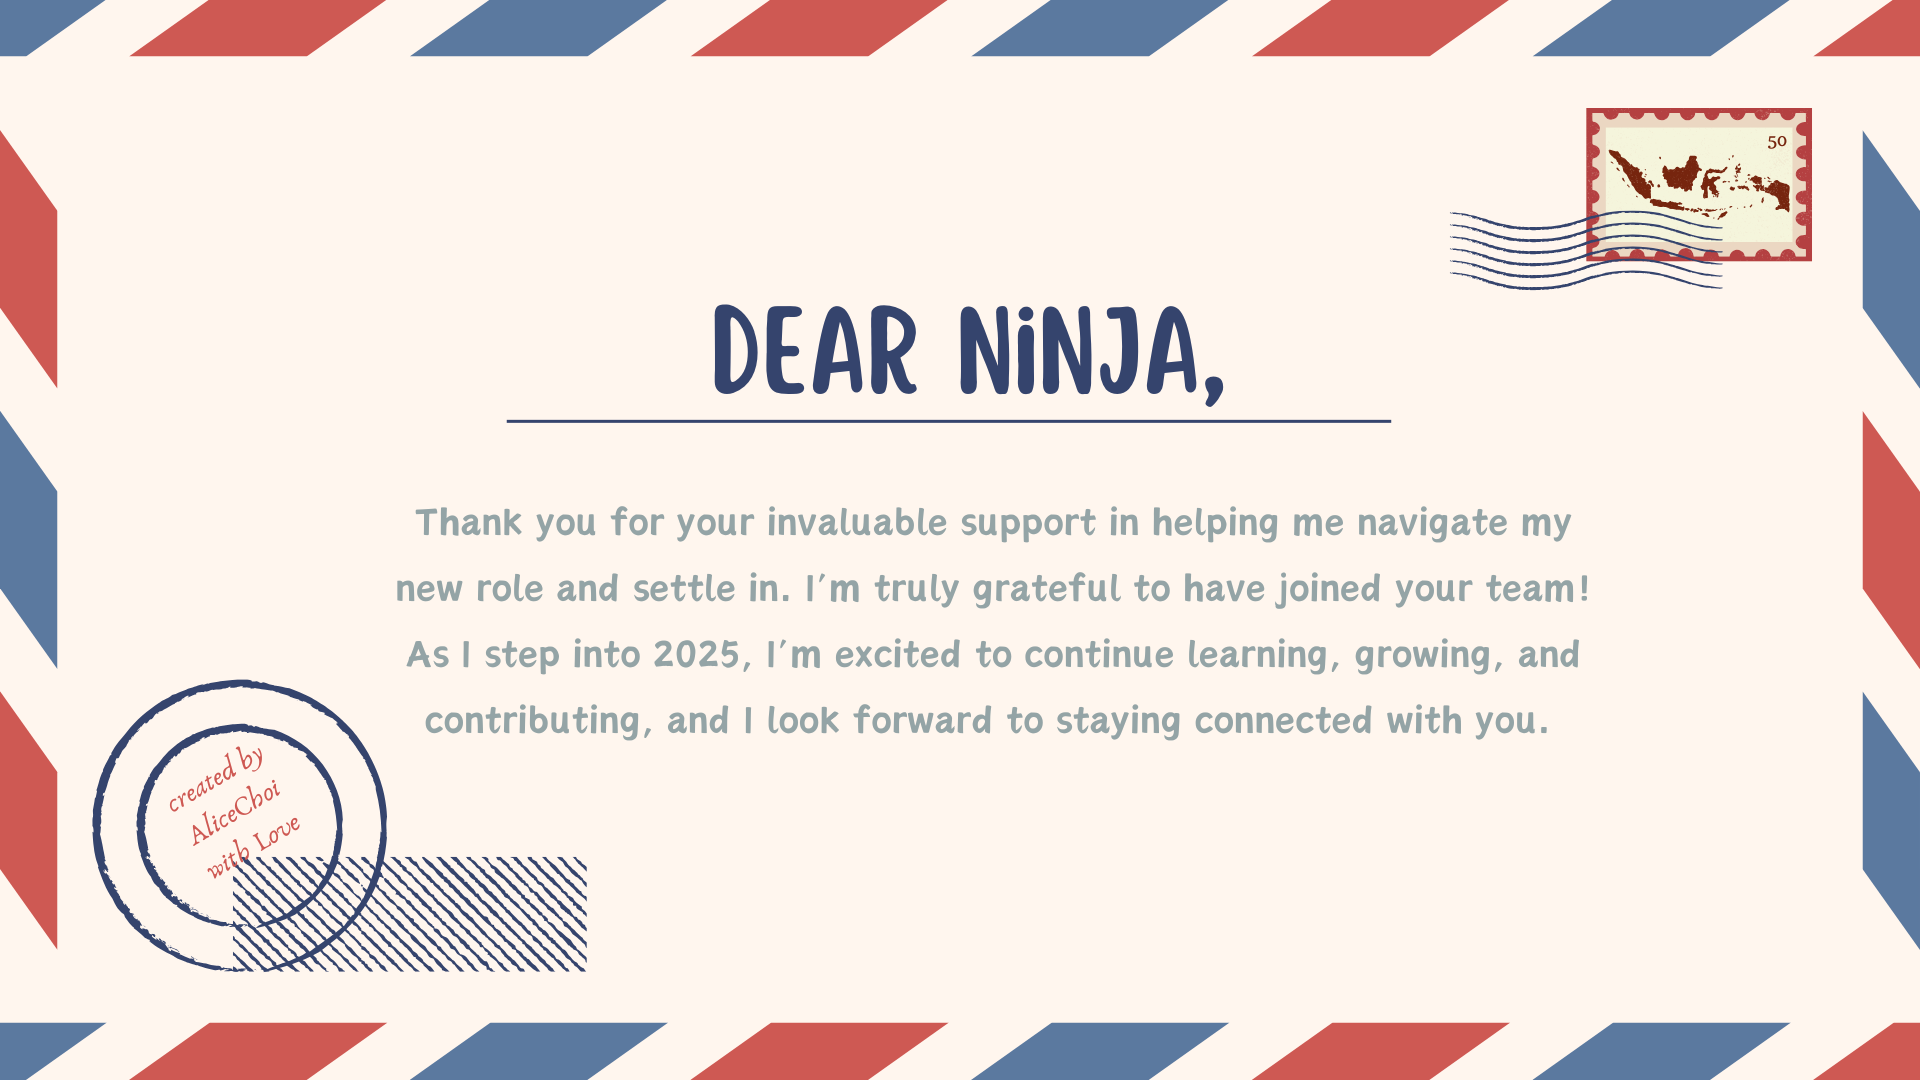 50
DEAR NiNJA,
Thank you for your invaluable support in helping me navigate my
new role and settle in. I'm truly grateful to have joined your team!
As I step into 2025, I'm excited to continue learning, growing, and
contributing, and I look forward to staying connected with you.
created by
AliceChoi
with Love